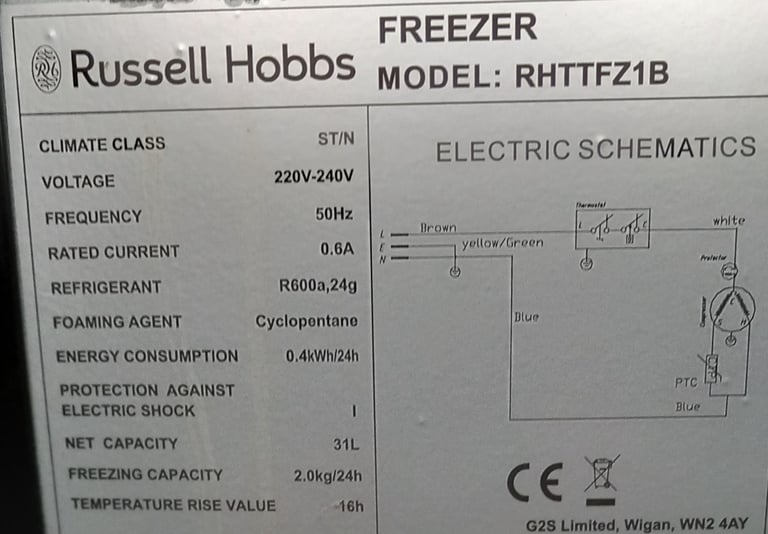 Russell Hobbs
FREEZER
MODEL: RHTTFZ1B
CLIMATE CLASS ST/N
VOLTAGE 220V-240V
FREQUENCY 50Hz
RATED CURRENT 0.6A
REFRIGERANT R600a,24g
FOAMING AGENT Cyclopentane
ENERGY CONSUMPTION 0.4kWh/24h
PROTECTION AGAINST
ELECTRIC SHOCK I
NET CAPACITY 31L
FREEZING CAPACITY 2.0kg/24h
TEMPERATURE RISE VALUE 16h
ELECTRIC SCHEMATICS
Thermostat
L Brown L C white
E yellow/Green
N
Protector
Compressor
C
S M
Blue
PTC
Blue
CE
G2S Limited, Wigan, WN2 4AY